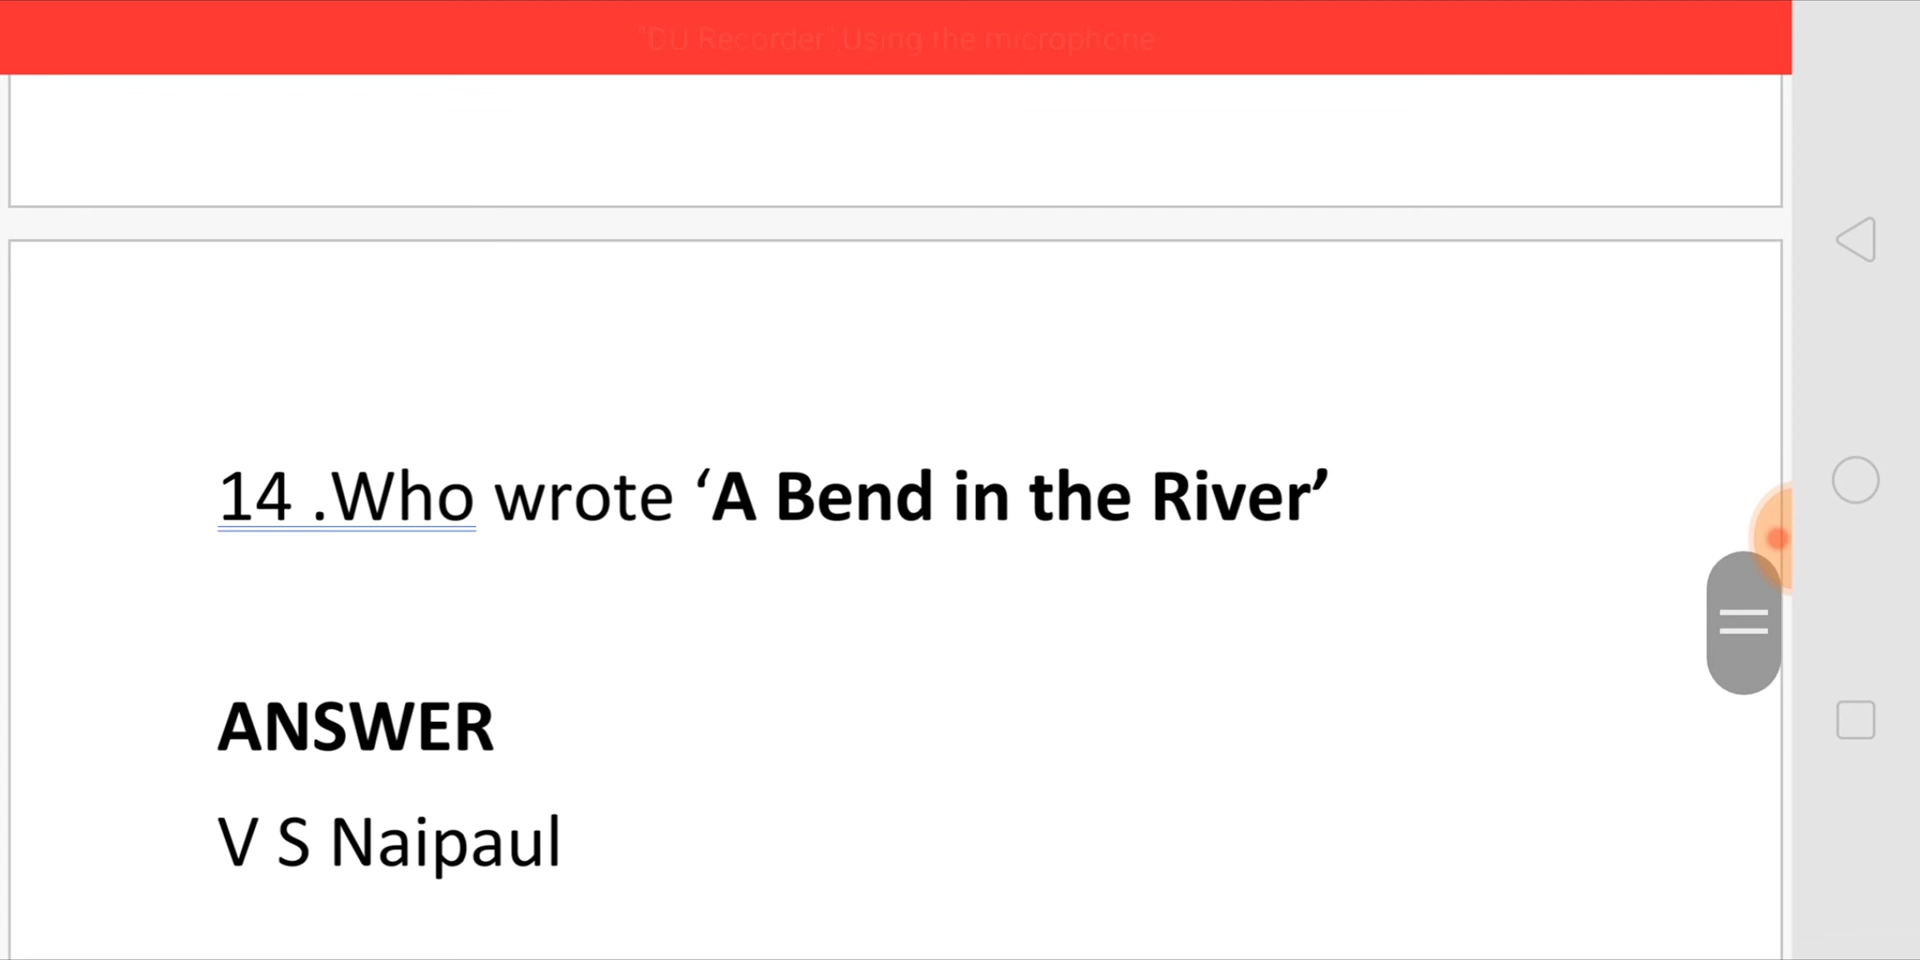 "DU Recorder" Using the microphone
14 .Who wrote ‘A Bend in the River’
ANSWER
V S Naipaul